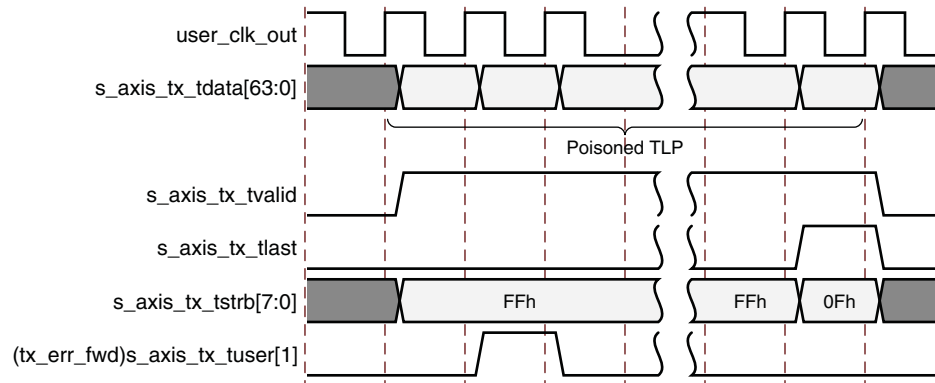 user_clk_out
s_axis_tx_tdata[63:0]
Poisoned TLP
s_axis_tx_tvalid
s_axis_tx_tlast
s_axis_tx_tstrb[7:0] FFh FFh 0Fh
(tx_err_fwd)s_axis_tx_tuser[1]